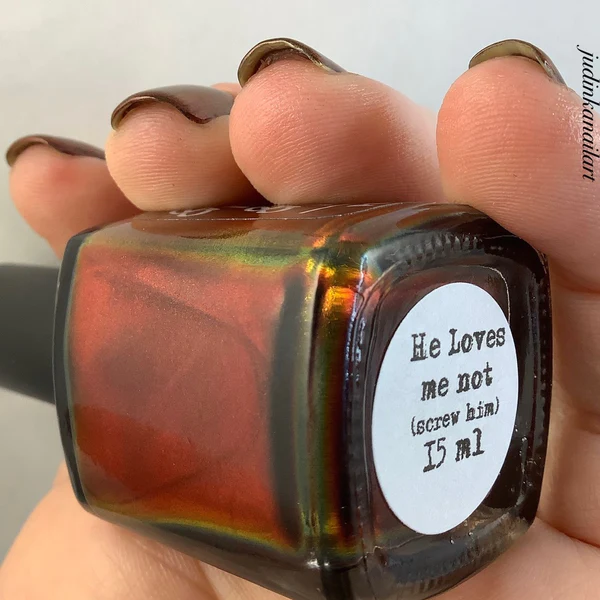 He Loves
me not
(screw him)
15 ml
judinkanailart